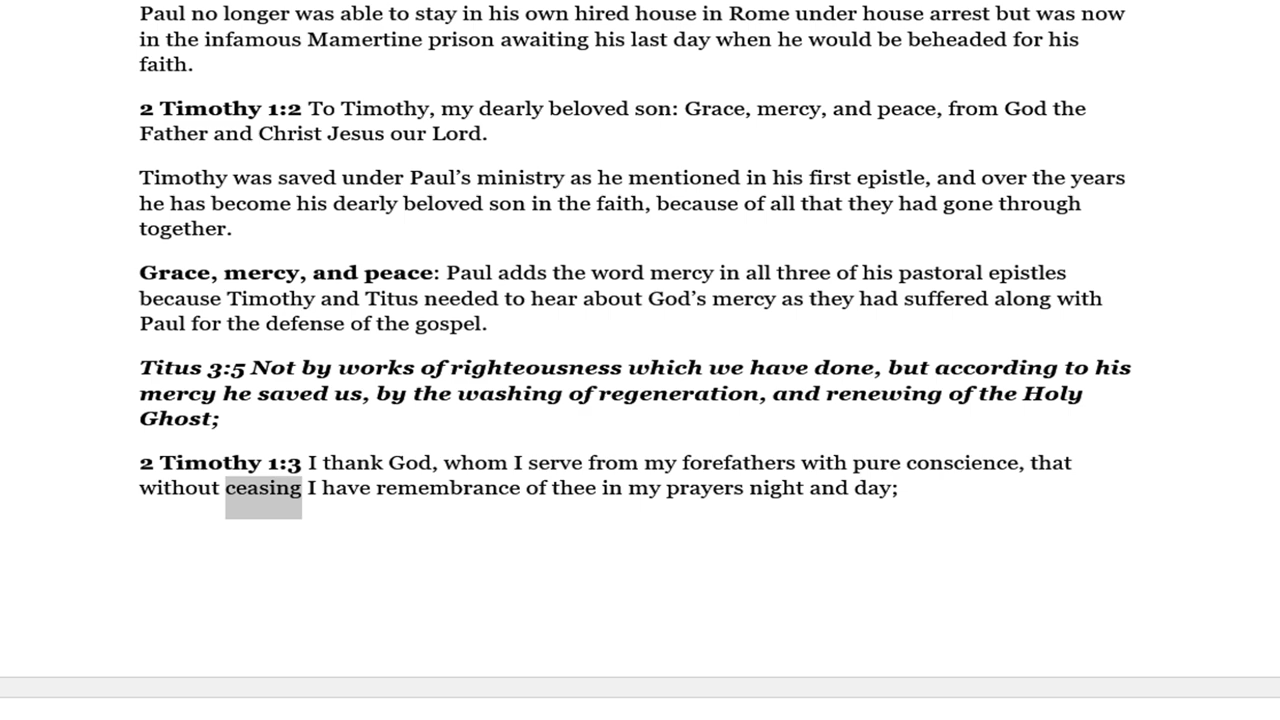 Paul no longer was able to stay in his own hired house in Rome under house arrest but was now
in the infamous Mamertine prison awaiting his last day when he would be beheaded for his
faith.
2 Timothy 1:2 To Timothy, my dearly beloved son: Grace, mercy, and peace, from God the
Father and Christ Jesus our Lord.
Timothy was saved under Paul’s ministry as he mentioned in his first epistle, and over the years
he has become his dearly beloved son in the faith, because of all that they had gone through
together.
Grace, mercy, and peace: Paul adds the word mercy in all three of his pastoral epistles
because Timothy and Titus needed to hear about God’s mercy as they had suffered along with
Paul for the defense of the gospel.
Titus 3:5 Not by works of righteousness which we have done, but according to his
mercy he saved us, by the washing of regeneration, and renewing of the Holy
Ghost;
2 Timothy 1:3 I thank God, whom I serve from my forefathers with pure conscience, that
without ceasing I have remembrance of thee in my prayers night and day;